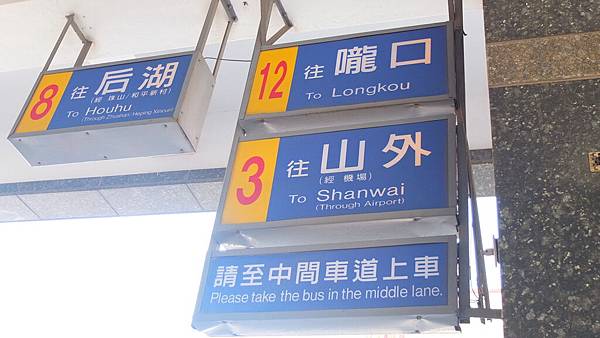 8 往 后湖
(經 珠山/和平新村)
To Houhu
(Through Zhushan/Heping Xincun)
12 往 嚨口
To Longkou
3 往 山外
(經 機場)
To Shanwai
(Through Airport)
請至中間車道上車
Please take the bus in the middle lane.